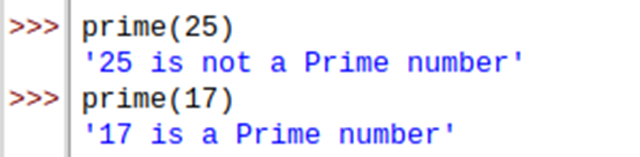 >>> prime(25)
'25 is not a Prime number'
>>> prime(17)
'17 is a Prime number'